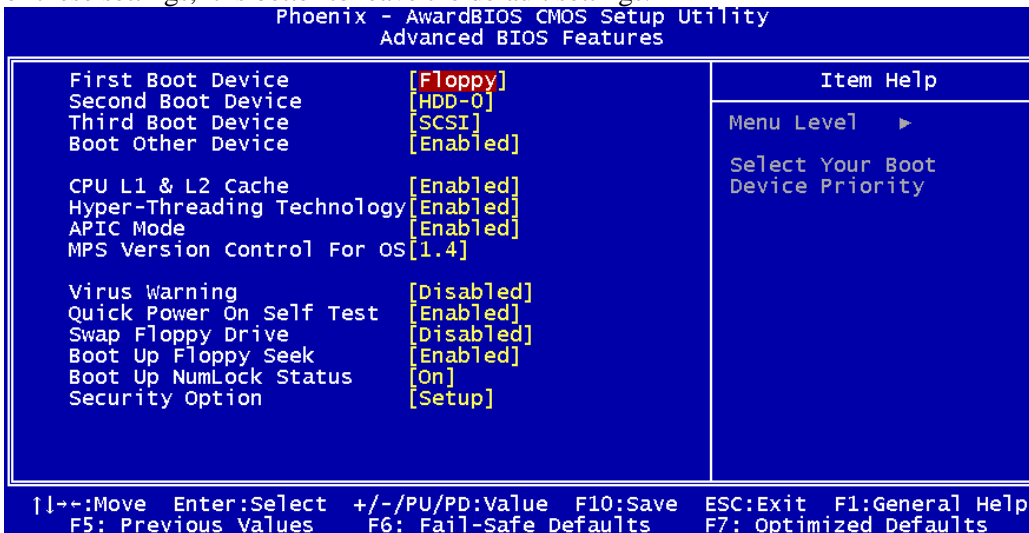 Phoenix - AwardBIOS CMOS Setup Utility
Advanced BIOS Features
First Boot Device [Floppy]
Second Boot Device [HDD-0]
Third Boot Device [SCSI]
Boot Other Device [Enabled]
CPU L1 & L2 Cache [Enabled]
Hyper-Threading Technology[Enabled]
APIC Mode [Enabled]
MPS Version Control For OS[1.4]
Virus Warning [Disabled]
Quick Power On Self Test [Enabled]
Swap Floppy Drive [Disabled]
Boot Up Floppy Seek [Enabled]
Boot Up NumLock Status [On]
Security Option [Setup]
Item Help
Menu Level ►
Select Your Boot
Device Priority
↑↓→←:Move Enter:Select +/-/PU/PD:Value F10:Save ESC:Exit F1:General Help
F5: Previous Values F6: Fail-Safe Defaults F7: Optimized Defaults